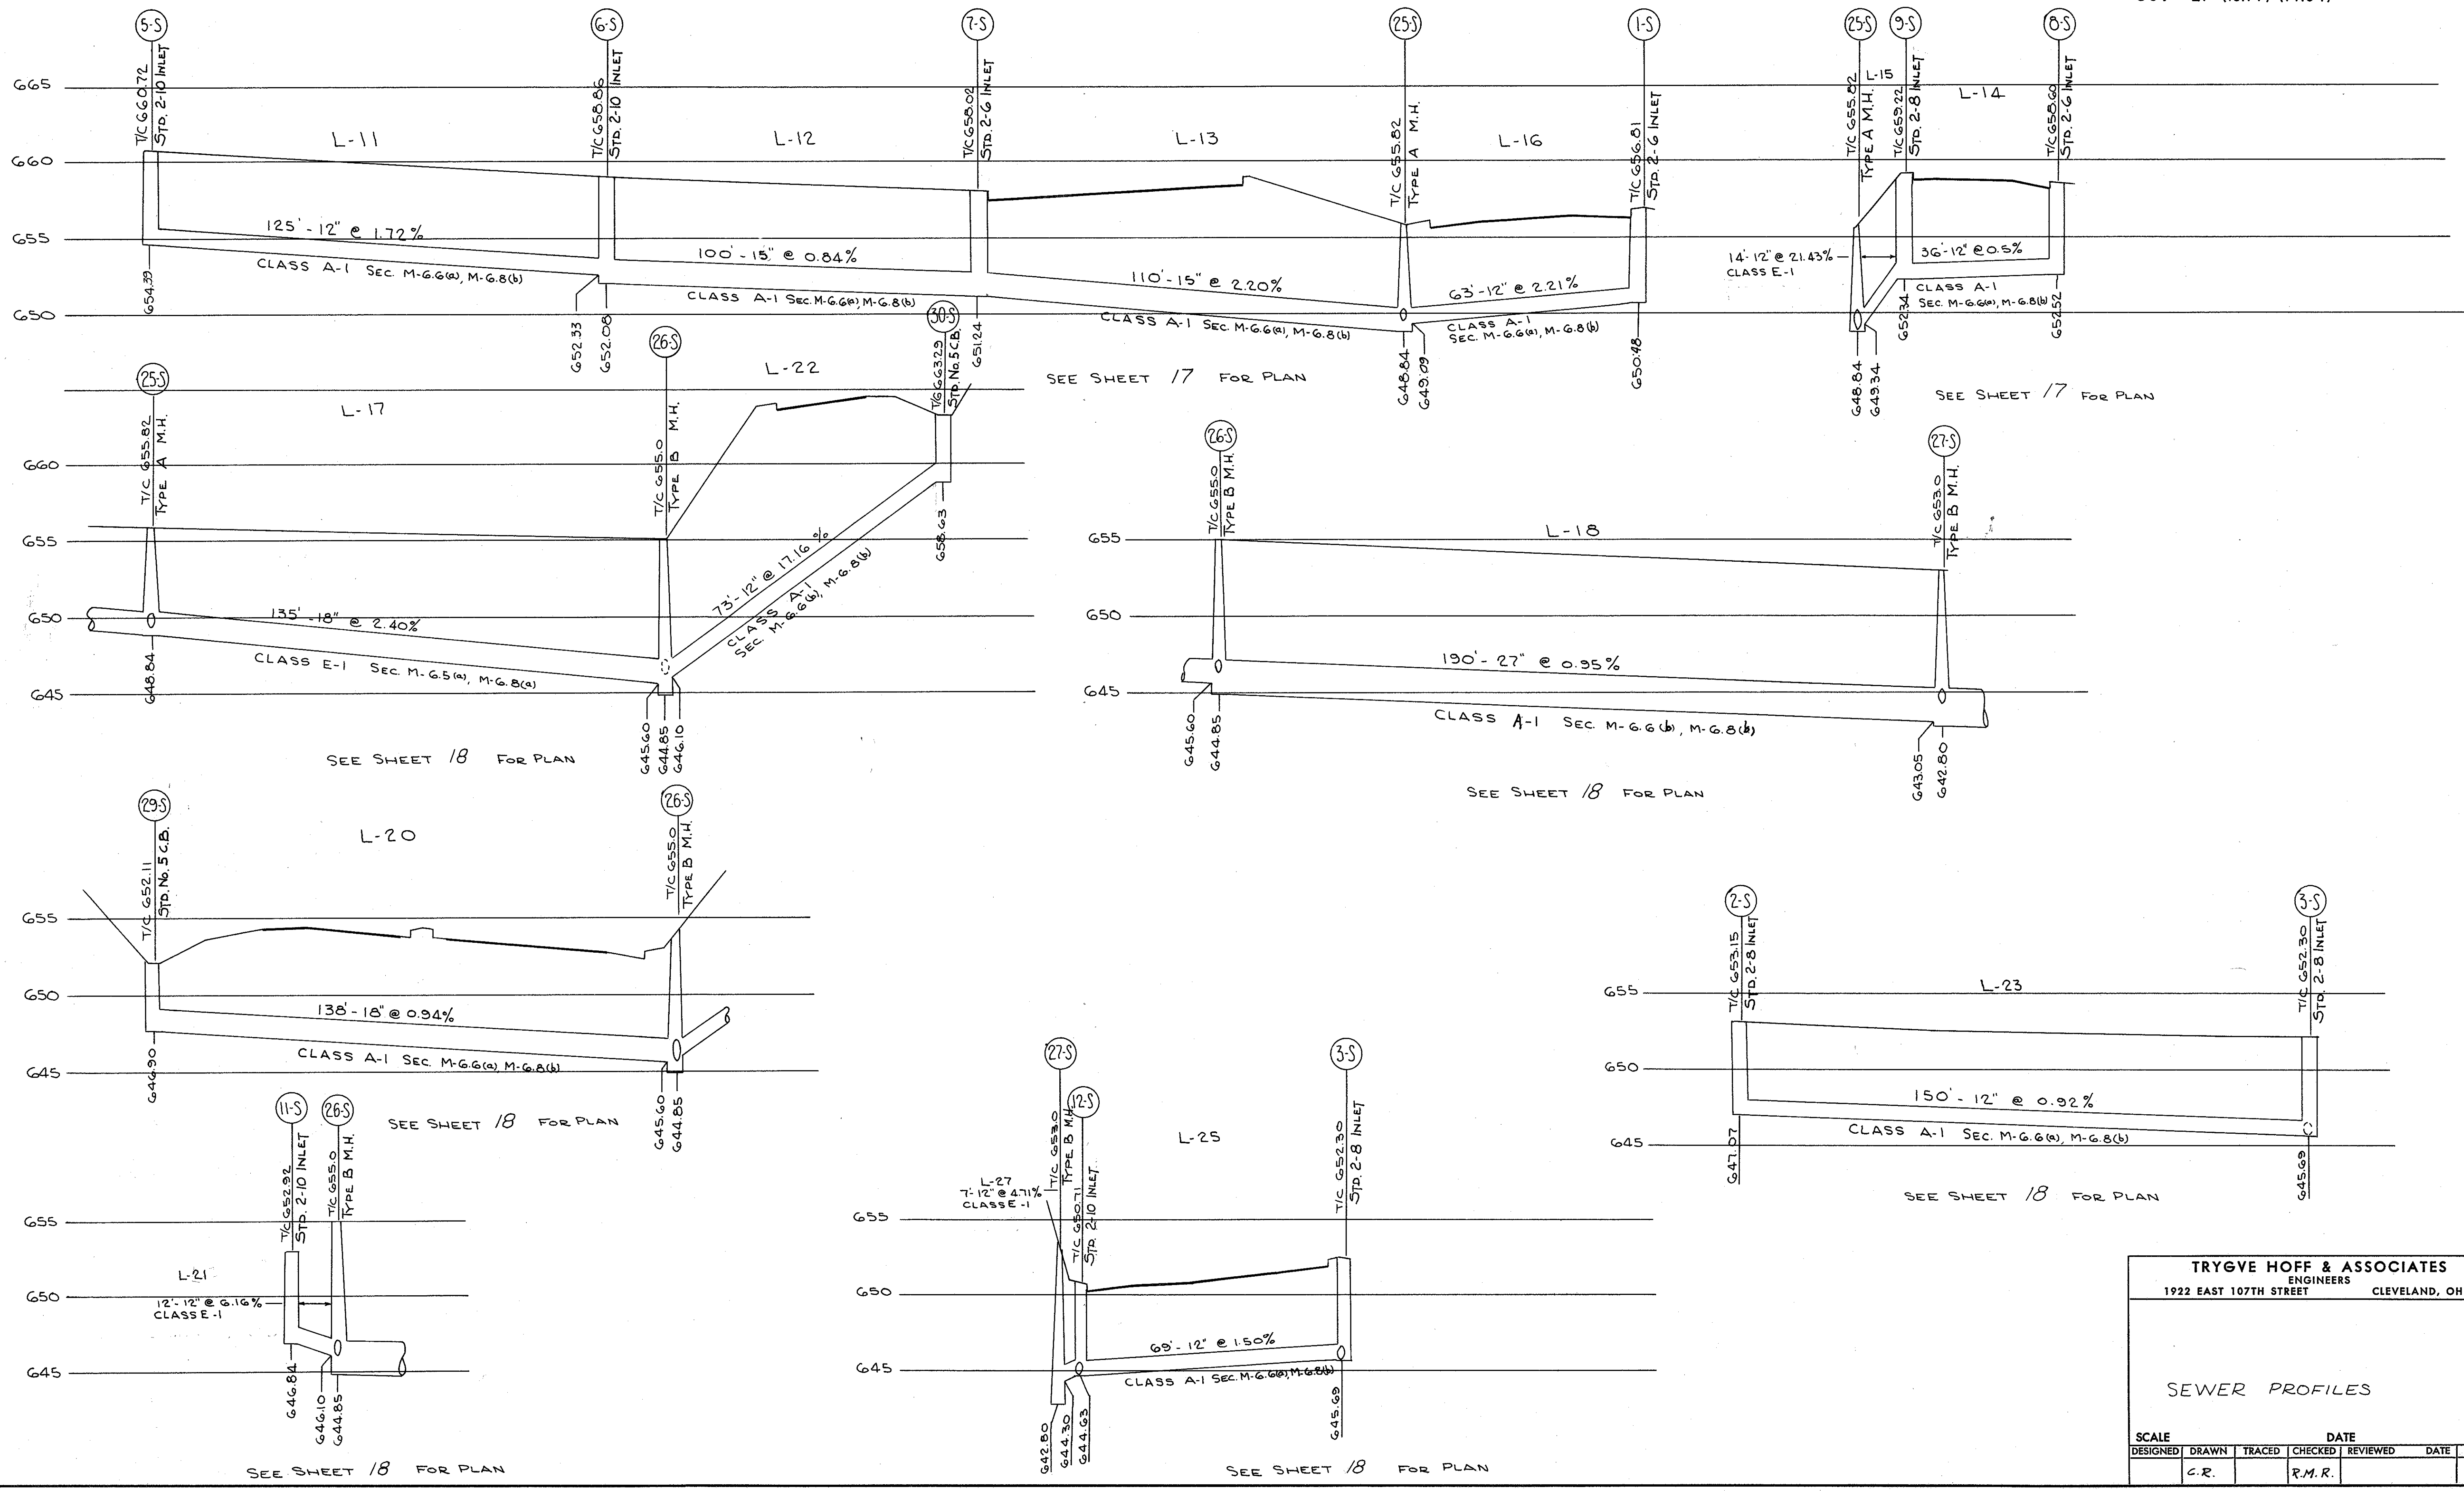 5-S
6-S
7-S
25-S
1-S
25-S
9-S
8-S
T/C 660.72
STD. 2-10 INLET
T/C 658.86
STD. 2-10 INLET
T/C 658.02
STD. 2-6 INLET
T/C 655.82
TYPE A M.H.
T/C 656.81
STD. 2-6 INLET
T/C 655.82
TYPE A M.H.
T/C 659.22
STD. 2-8 INLET
T/C 658.60
STD. 2-6 INLET
665
660
655
650
L-11
L-12
L-13
L-16
L-15
L-14
125' - 12" @ 1.72%
CLASS A-1 SEC. M-6.6(a), M-6.8(b)
100' - 15" @ 0.84%
CLASS A-1 SEC. M-6.6(a), M-6.8(b)
110' - 15" @ 2.20%
CLASS A-1 SEC. M-6.6(a), M-6.8(b)
63' - 12" @ 2.21%
CLASS A-1
SEC. M-6.6(a), M-6.8(b)
14'- 12" @ 21.43%
CLASS E-1
36'-12" @ 0.5%
CLASS A-1
SEC. M-6.6(a), M-6.8(b)
654.39
652.33
652.08
651.24
648.84
649.09
650.48
648.84
649.34
652.34
652.52
SEE SHEET 17 FOR PLAN
SEE SHEET 17 FOR PLAN
25-S
26-S
30-S
T/C 655.82
TYPE A M.H.
T/C 655.0
TYPE B M.H.
T/G 663.29
STD. No. 5 C.B.
L-17
L-22
660
655
650
645
135' - 18" @ 2.40%
CLASS E-1 SEC. M-6.5(a), M-6.8(a)
73' - 12" @ 17.16 %
CLASS A-1
SEC. M-6.6(b), M-6.8(b)
648.84
645.60
644.85
646.10
658.63
SEE SHEET 18 FOR PLAN
26-S
27-S
T/C 655.0
TYPE B M.H.
T/C 653.0
TYPE B M.H.
L-18
655
650
645
190' - 27" @ 0.95%
CLASS A-1 SEC. M-6.6(b), M-6.8(b)
645.60
644.85
643.05
642.80
SEE SHEET 18 FOR PLAN
29-S
26-S
T/C 652.11
STD. No. 5 C.B.
T/C 655.0
TYPE B M.H.
L-20
655
650
645
138' - 18" @ 0.94%
CLASS A-1 SEC. M-6.6(a), M-6.8(b)
646.90
645.60
644.85
SEE SHEET 18 FOR PLAN
2-S
3-S
T/C 653.15
STD. 2-8 INLET
T/C 652.30
STD. 2-8 INLET
L-23
655
650
645
150' - 12" @ 0.92%
CLASS A-1 SEC. M-6.6(a), M-6.8(b)
647.07
645.69
SEE SHEET 18 FOR PLAN
11-S
26-S
T/C 652.92
STD. 2-10 INLET
T/C 655.0
TYPE B M.H.
655
650
645
L-21
12'- 12" @ 6.16%
CLASS E-1
646.84
646.10
644.85
SEE SHEET 18 FOR PLAN
27-S
12-S
3-S
T/C 653.0
TYPE B M.H.
T/C 650.71
STD. 2-10 INLET
T/C 652.30
STD. 2-8 INLET
L-25
L-27
7'- 12" @ 4.71%
CLASS E-1
655
650
645
69' - 12" @ 1.50%
CLASS A-1 SEC. M-6.6(a), M-6.8(b)
642.80
644.30
644.63
645.69
SEE SHEET 18 FOR PLAN
TRYGVE HOFF & ASSOCIATES
ENGINEERS
1922 EAST 107TH STREET CLEVELAND, OH
SEWER PROFILES
SCALE DATE
DESIGNED DRAWN TRACED CHECKED REVIEWED DATE
C.R. R.M.R.